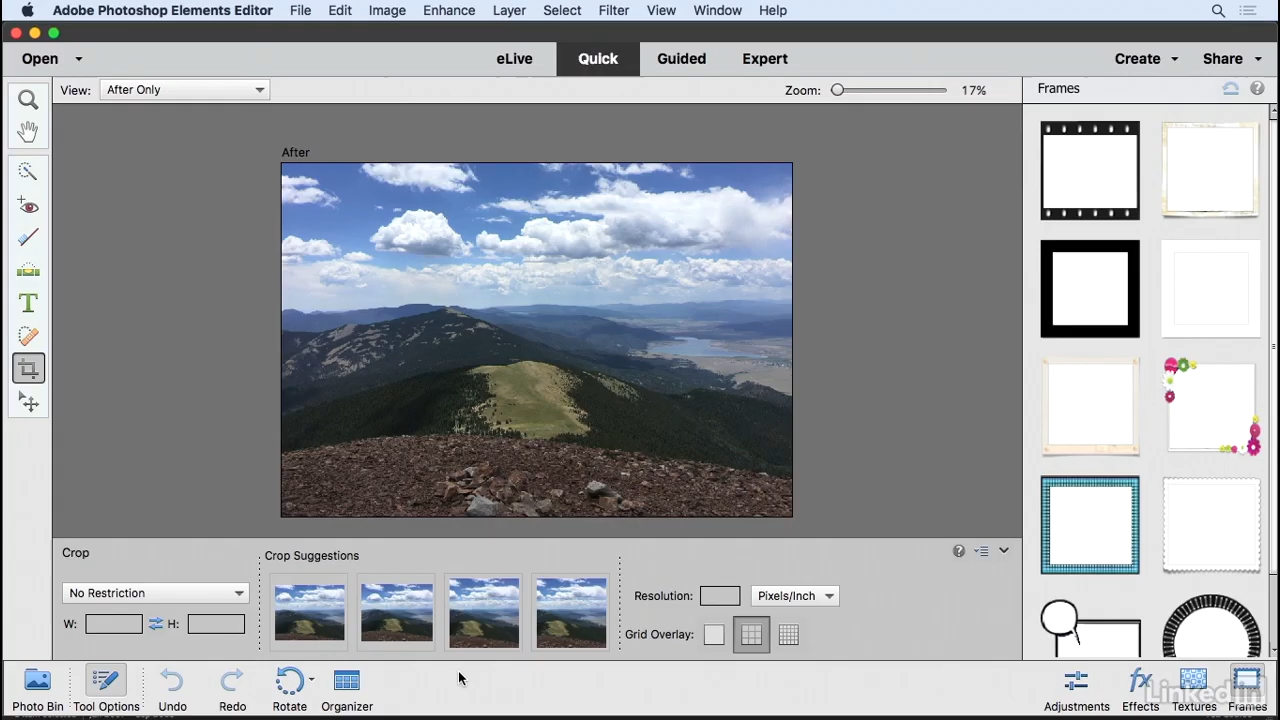 Adobe Photoshop Elements Editor File Edit Image Enhance Layer Select Filter View Window Help
Open eLive Quick Guided Expert Create Share
View: After Only Zoom: 17% Frames
After
T
Crop Crop Suggestions
No Restriction Resolution: Pixels/Inch
W: H: Grid Overlay:
fx
LinkedIn
Photo Bin Tool Options Undo Redo Rotate Organizer Adjustments Effects Textures Frames